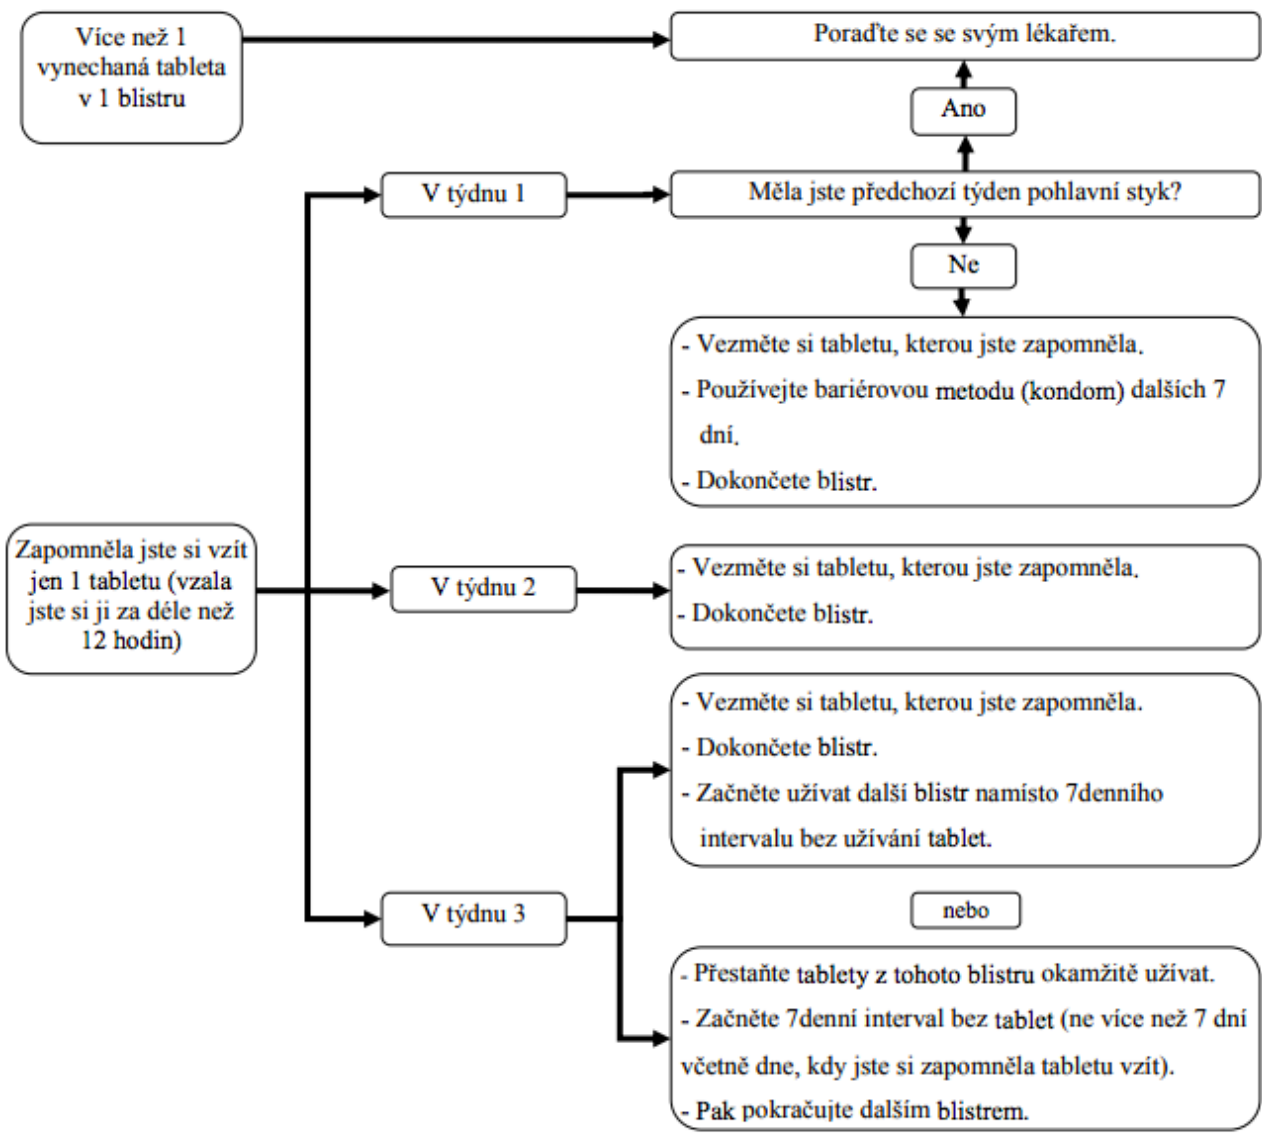 Více než 1
vynechaná tableta
v 1 blistru
Poraďte se se svým lékařem.
Ano
V týdnu 1
Měla jste předchozí týden pohlavní styk?
Ne
- Vezměte si tabletu, kterou jste zapomněla.
- Používejte bariérovou metodu (kondom) dalších 7
dní.
- Dokončete blistr.
Zapomněla jste si vzít
jen 1 tabletu (vzala
jste si ji za déle než
12 hodin)
V týdnu 2
- Vezměte si tabletu, kterou jste zapomněla.
- Dokončete blistr.
V týdnu 3
- Vezměte si tabletu, kterou jste zapomněla.
- Dokončete blistr.
- Začněte užívat další blistr namísto 7denního
intervalu bez užívání tablet.
nebo
- Přestaňte tablety z tohoto blistru okamžitě užívat.
- Začněte 7denní interval bez tablet (ne více než 7 dní
včetně dne, kdy jste si zapomněla tabletu vzít).
- Pak pokračujte dalším blistrem.